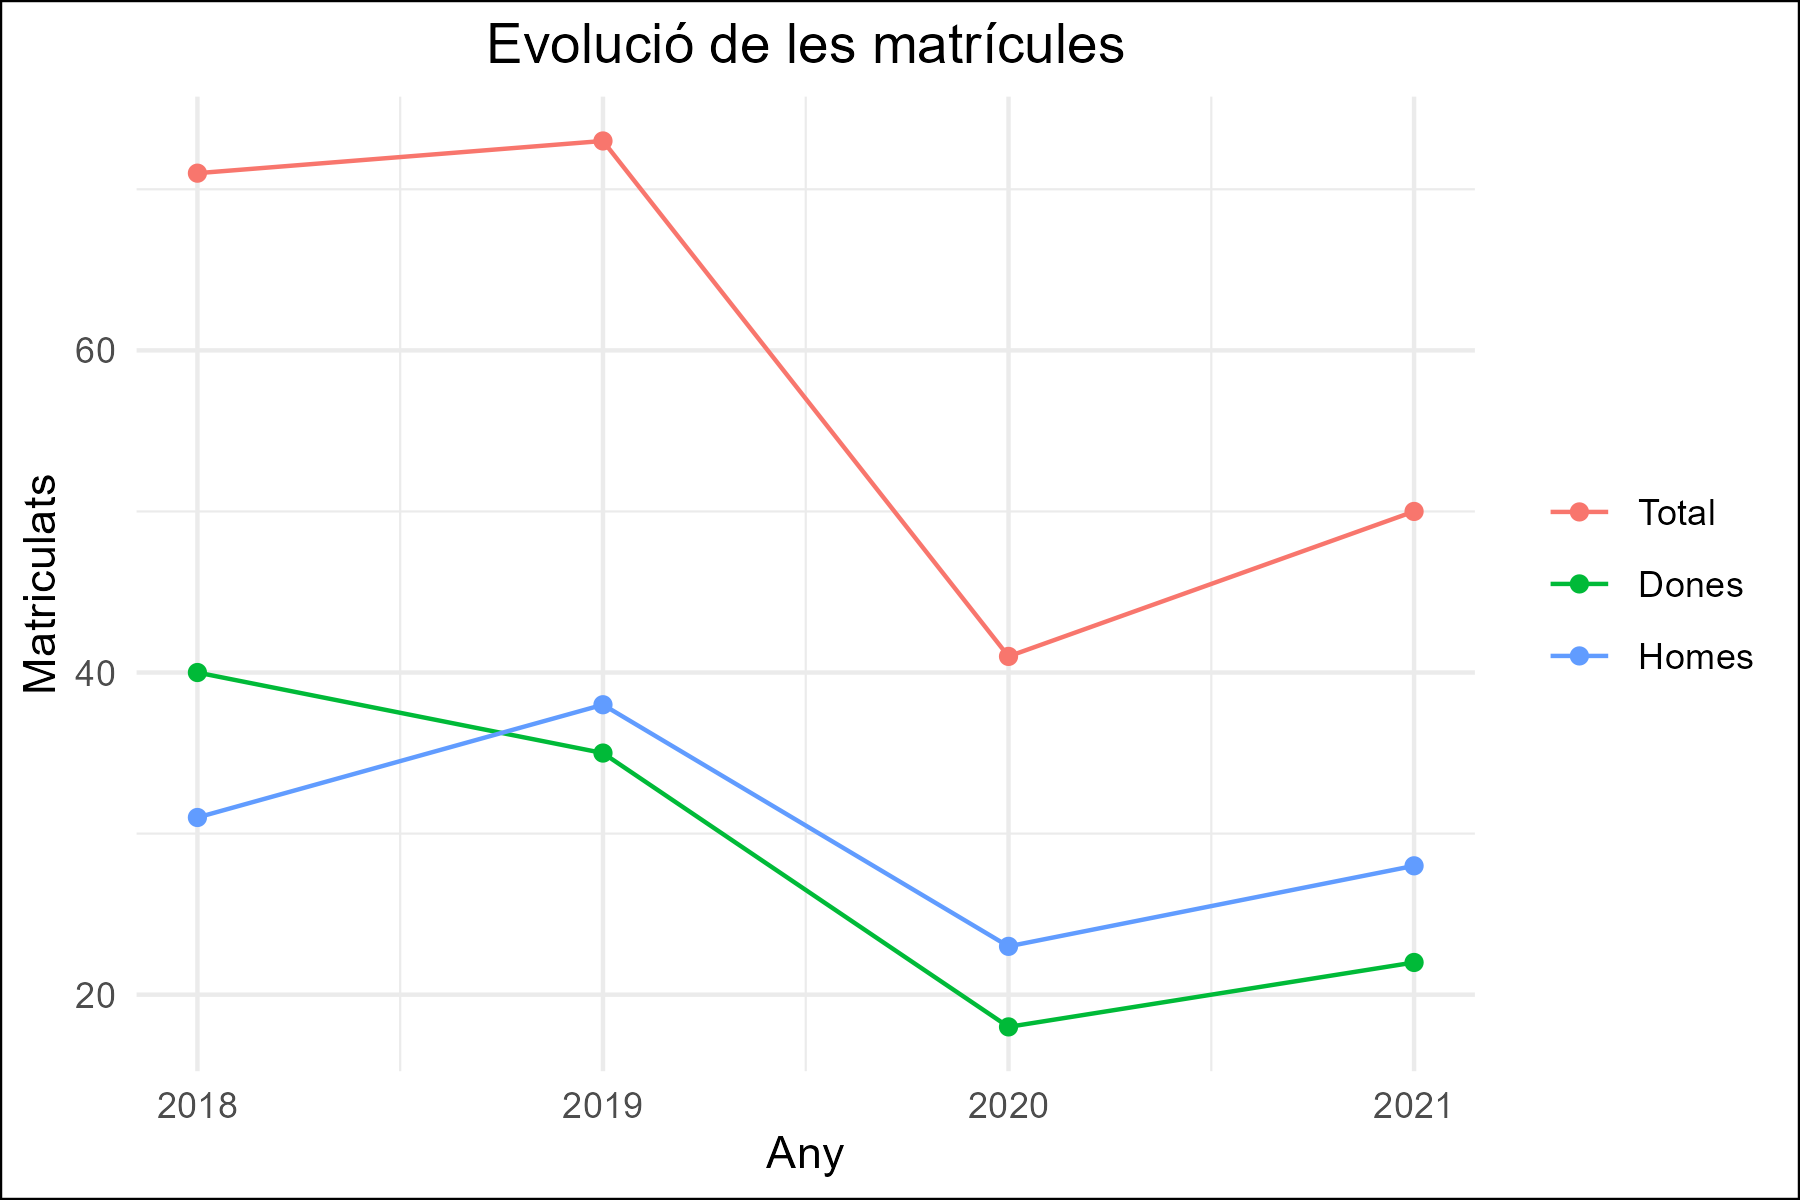 Evolució de les matrícules
Matriculats
60
40
20
2018
2019
2020
2021
Any
Total
Dones
Homes